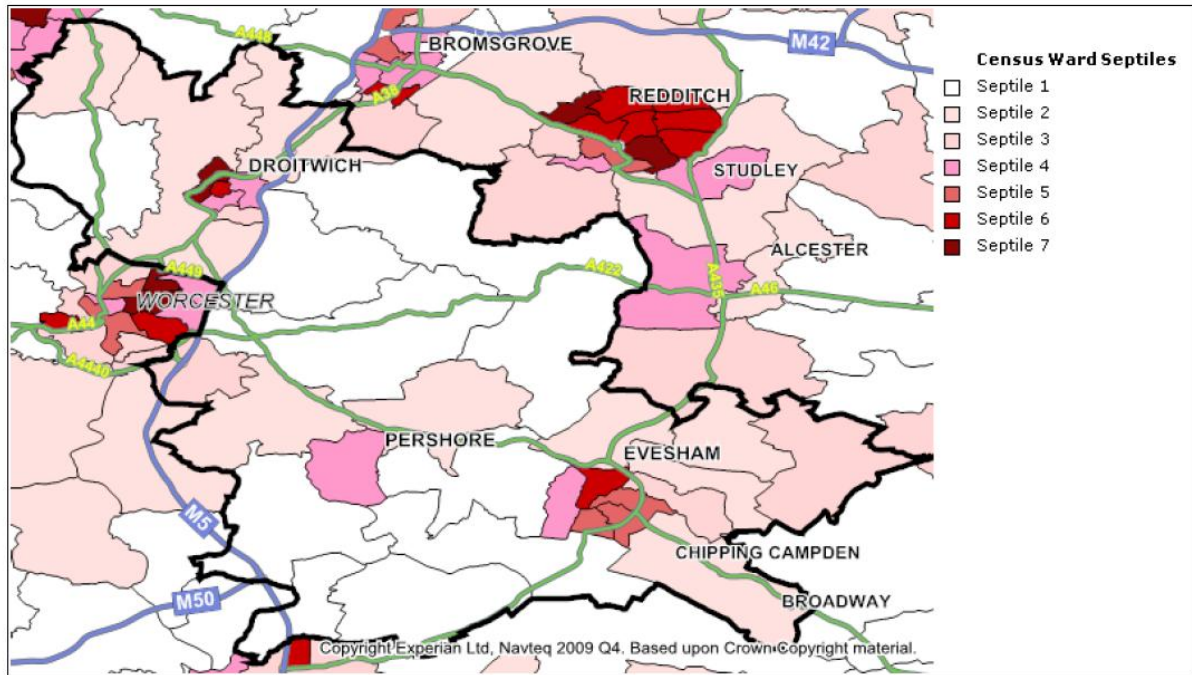 BROMSGROVE
A448
M42
A38
REDDITCH
DROITWICH
STUDLEY
ALCESTER
A449
A422
A435
A46
WORCESTER
A44
A4440
PERSHORE
EVESHAM
M5
CHIPPING CAMPDEN
M50
BROADWAY
Copyright Experian Ltd, Navteq 2009 Q4. Based upon Crown Copyright material.
Census Ward Septiles
Septile 1
Septile 2
Septile 3
Septile 4
Septile 5
Septile 6
Septile 7